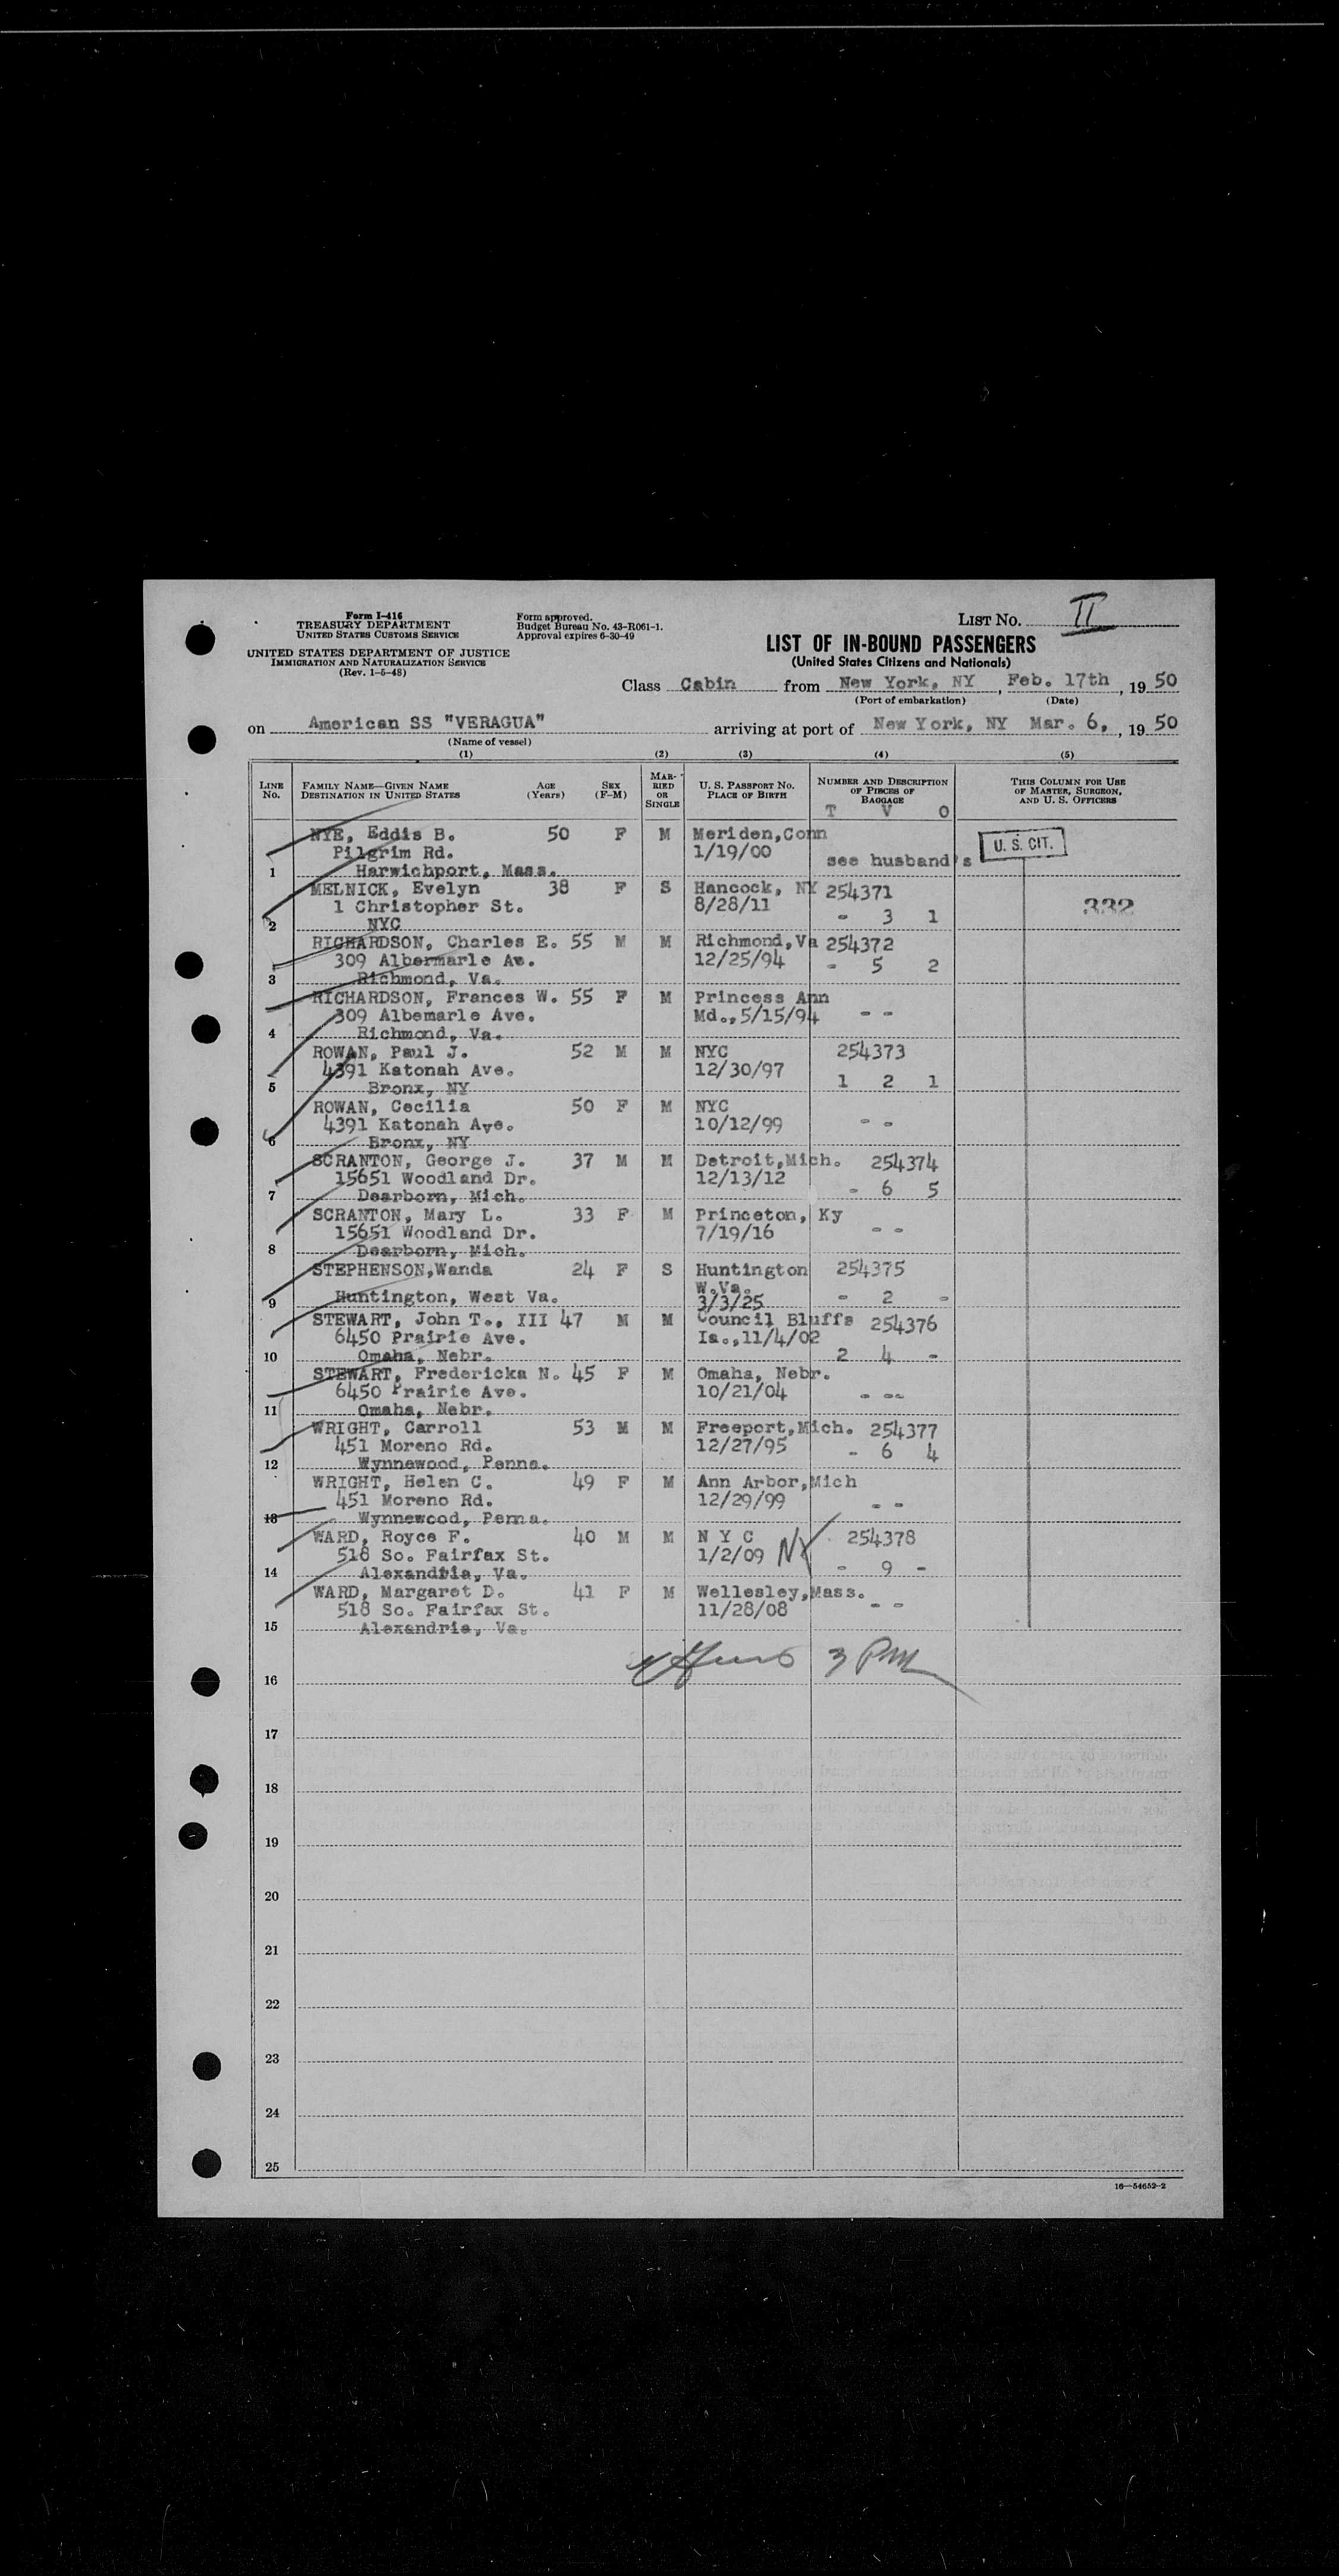 Form I-416
TREASURY DEPARTMENT
UNITED STATES CUSTOMS SERVICE
UNITED STATES DEPARTMENT OF JUSTICE
IMMIGRATION AND NATURALIZATION SERVICE
(Rev. 1-5-48)
Form approved.
Budget Bureau No. 43-R061-1.
Approval expires 6-30-49
LIST No. II
LIST OF IN-BOUND PASSENGERS
(United States Citizens and Nationals)
Class Cabin from New York, NY, Feb. 17th, 19 50
(Port of embarkation) (Date)
on American SS "VERAGUA" arriving at port of New York, NY Mar. 6, , 19 50
(Name of vessel)
(1) (2) (3) (4) (5)
LINE No. FAMILY NAME—GIVEN NAME DESTINATION IN UNITED STATES AGE (Years) SEX (F-M) MARRIED OR SINGLE U. S. PASSPORT No. PLACE OF BIRTH NUMBER AND DESCRIPTION OF PIECES OF BAGGAGE THIS COLUMN FOR USE OF MASTER, SURGEON, AND U. S. OFFICERS
T V O
NYE, Eddis B. 50 F M Meriden,Conn
Pilgrim Rd. 1/19/00 see husband's U. S. CIT.
1 Harwichport, Mass.
MELNICK, Evelyn 38 F S Hancock, NY 254371
1 Christopher St. 8/28/11 - 3 1 332
2 NYC
RICHARDSON, Charles E. 55 M M Richmond,Va 254372
309 Albermarle Av. 12/25/94 - 5 2
3 Richmond, Va.
RICHARDSON, Frances W. 55 F M Princess Ann
309 Albemarle Ave. Md.,5/15/94 - -
4 Richmond, Va.
ROWAN, Paul J. 52 M M NYC 254373
4391 Katonah Ave. 12/30/97 1 2 1
5 Bronx, NY
ROWAN, Cecilia 50 F M NYC
4391 Katonah Ave. 10/12/99 - -
6 Bronx, NY
SCRANTON, George J. 37 M M Detroit,Mich. 254374
15651 Woodland Dr. 12/13/12 - 6 5
7 Dearborn, Mich.
SCRANTON, Mary L. 33 F M Princeton, Ky
15651 Woodland Dr. 7/19/16 - -
8 Dearborn, Mich.
STEPHENSON,Wanda 24 F S Huntington 254375
W.Va.
9 Huntington, West Va. 3/3/25 - 2 -
STEWART, John T., III 47 M M Council Bluffs 254376
6450 Prairie Ave. Ia.,11/4/02
10 Omaha, Nebr. 2 4 -
STEWART, Fredericka N. 45 F M Omaha, Nebr.
6450 Prairie Ave. 10/21/04 - --
11 Omaha, Nebr.
WRIGHT, Carroll 53 M M Freeport,Mich. 254377
451 Moreno Rd. 12/27/95 - 6 4
12 Wynnewood, Penna.
WRIGHT, Helen C. 49 F M Ann Arbor,Mich
451 Moreno Rd. 12/29/99 - -
13 Wynnewood, Penna.
WARD, Royce F. 40 M M N Y C 254378
518 So. Fairfax St. 1/2/09 NY - 9 -
14 Alexandria, Va.
WARD, Margaret D. 41 F M Wellesley,Mass.
518 So. Fairfax St. 11/28/08 - -
15 Alexandria, Va.
3 PM
16
17
18
19
20
21
22
23
24
25
16—54652-2